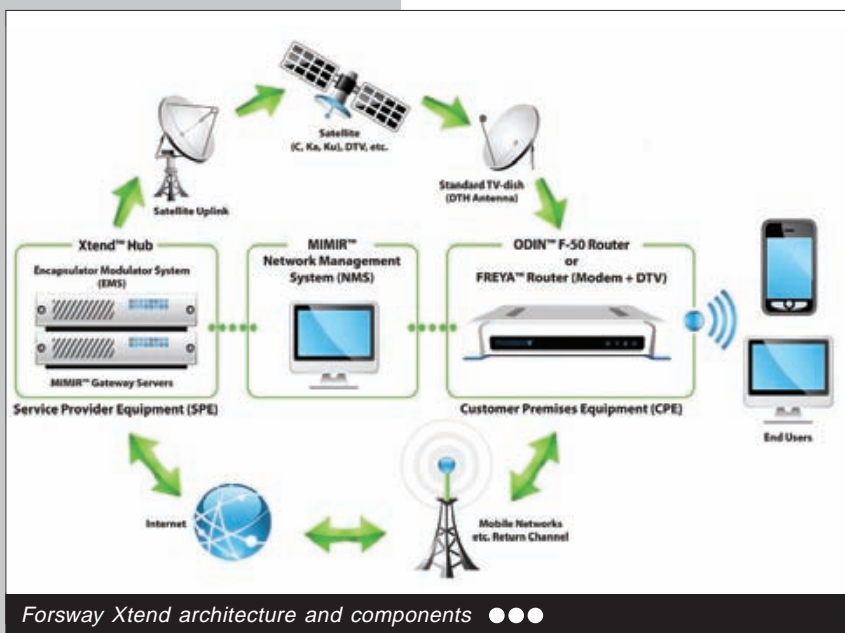 Satellite
(C, Ka, Ku), DTV, etc.
Satellite Uplink
Standard TV-dish
(DTH Antenna)
Xtend™ Hub
Encapsulator Modulator System
(EMS)
MIMIR™ Gateway Servers
Service Provider Equipment (SPE)
MIMIR™
Network Management
System (NMS)
ODIN™ F-50 Router
or
FREYA™ Router (Modem + DTV)
Customer Premises Equipment (CPE)
End Users
Internet
Mobile Networks
etc. Return Channel
Forsway Xtend architecture and components